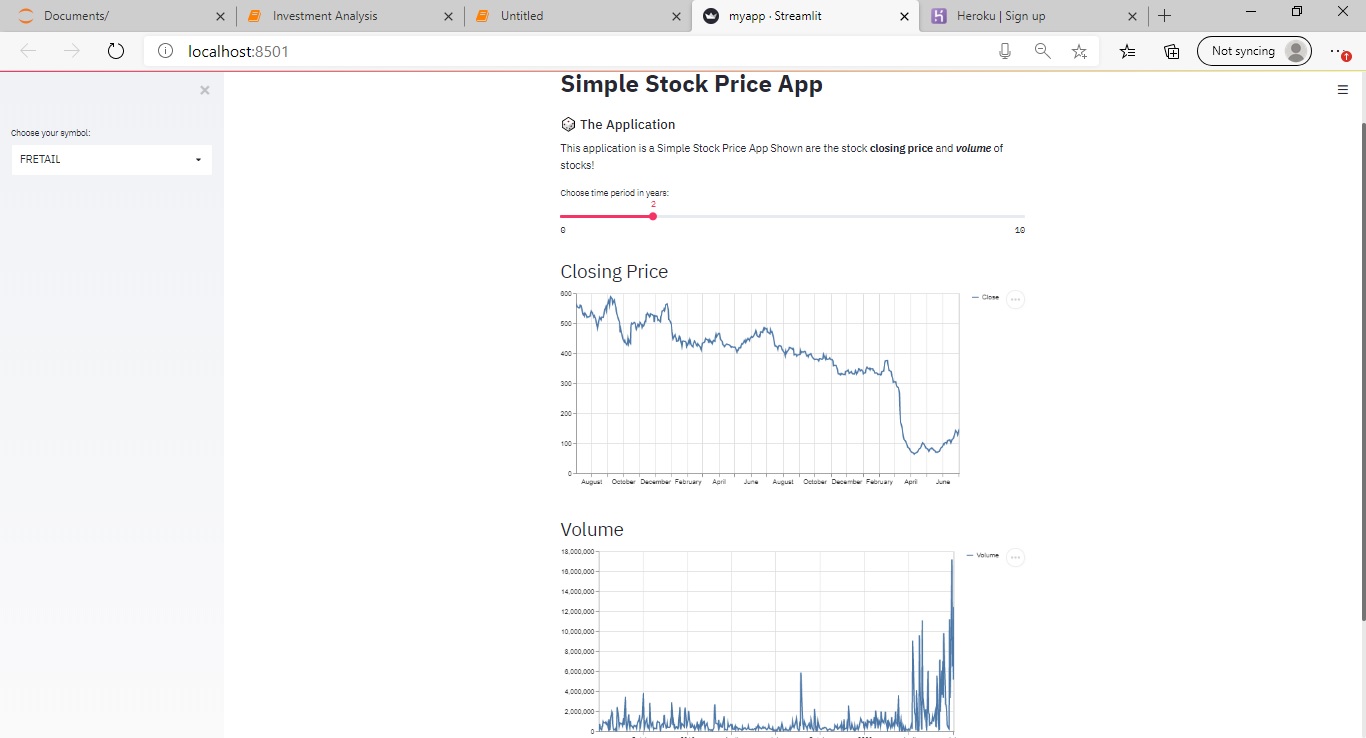 Documents/
Investment Analysis
Untitled
myapp · Streamlit
Heroku | Sign up
localhost:8501
Not syncing
Choose your symbol:
FRETAIL
Simple Stock Price App
The Application
This application is a Simple Stock Price App Shown are the stock closing price and volume of
stocks!
Choose time period in years:
2
0 10
Closing Price
600
500
400
300
200
100
0
August October December February April June August October December February April June
Close
Volume
18,000,000
16,000,000
14,000,000
12,000,000
10,000,000
8,000,000
6,000,000
4,000,000
2,000,000
0
Volume